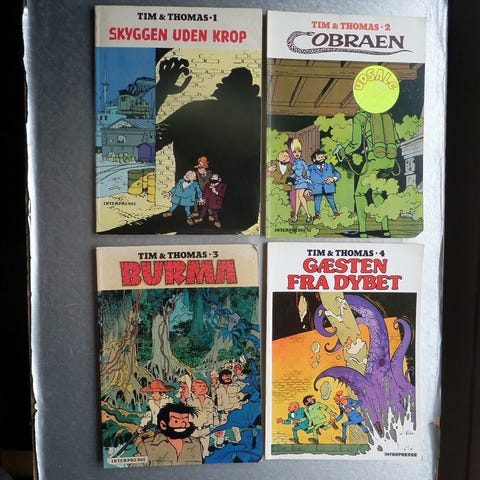 TIM & THOMAS·1
SKYGGEN UDEN KROP
INTERPRESSE
TIM & THOMAS·2
COBRAEN
UDSALG
INTERPRESSE
TIM & THOMAS·3
BURMA
INTERPRESSE
TIM & THOMAS·4
GÆSTEN
FRA DYBET
INTERPRESSE